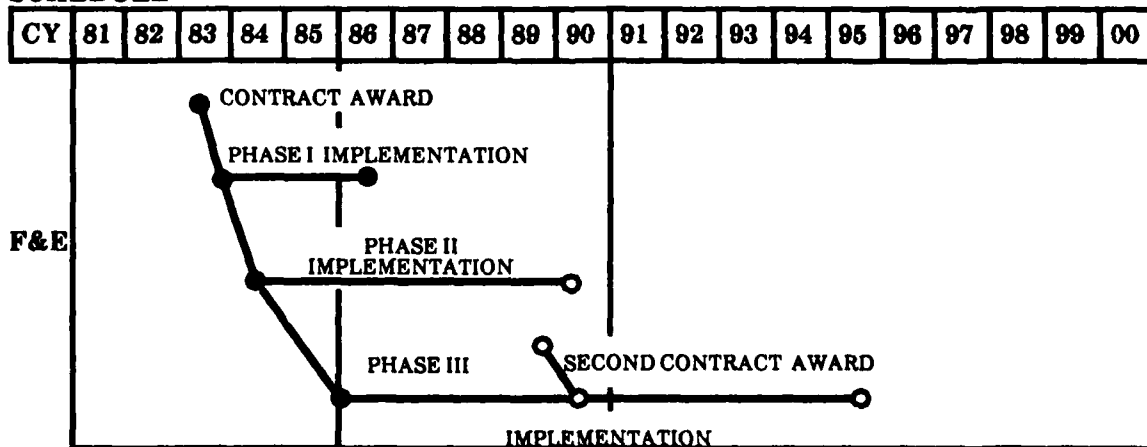 CY 81 82 83 84 85 86 87 88 89 90 91 92 93 94 95 96 97 98 99 00
CONTRACT AWARD
PHASE I IMPLEMENTATION
F&E
PHASE II
IMPLEMENTATION
PHASE III
SECOND CONTRACT AWARD
IMPLEMENTATION